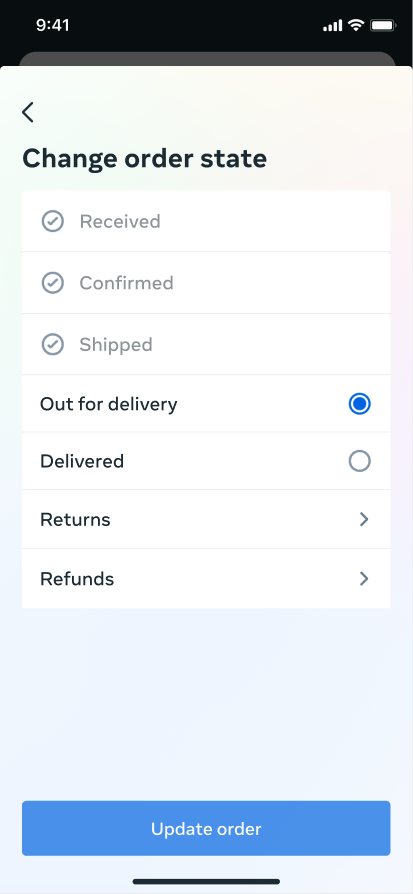 9:41
Change order state
Received
Confirmed
Shipped
Out for delivery
Delivered
Returns
Refunds
Update order